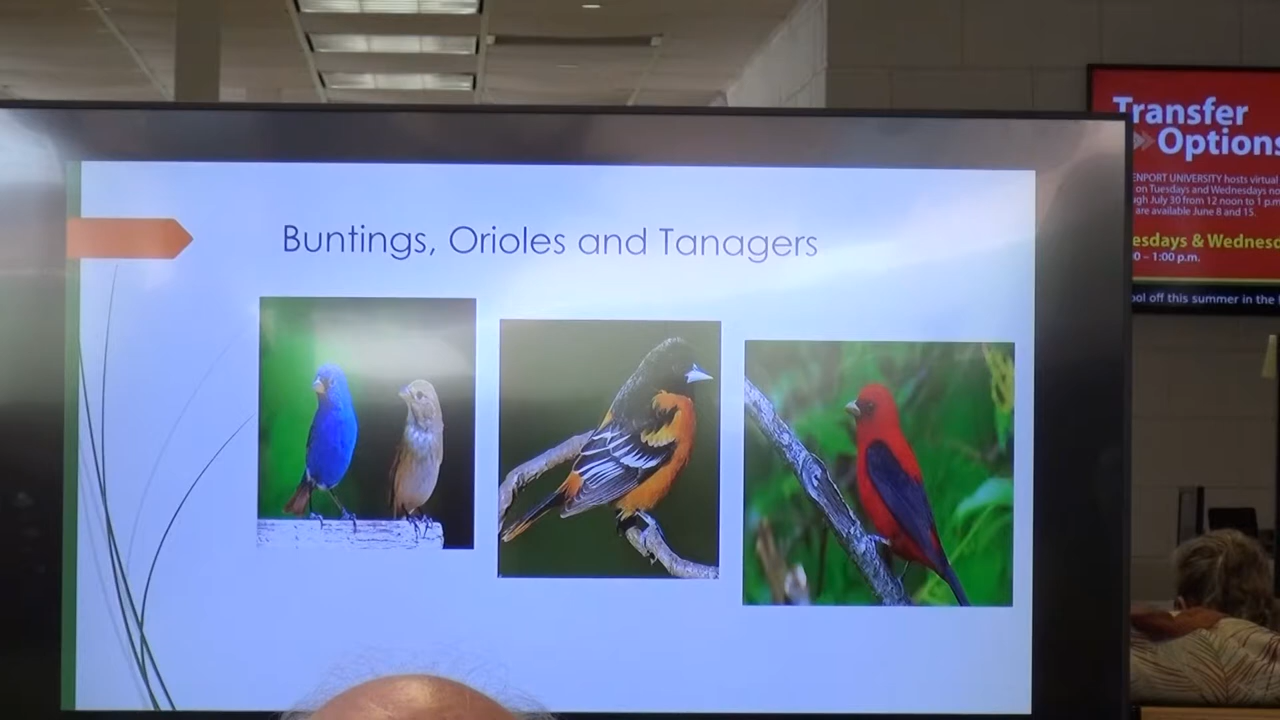 Buntings, Orioles and Tanagers
Transfer
Options
ENPORT UNIVERSITY hosts virtual
on Tuesdays and Wednesdays no
ugh July 30 from 12 noon to 1 p.m
are available June 8 and 15.
esdays & Wednesd
0 – 1:00 p.m.
ool off this summer in the